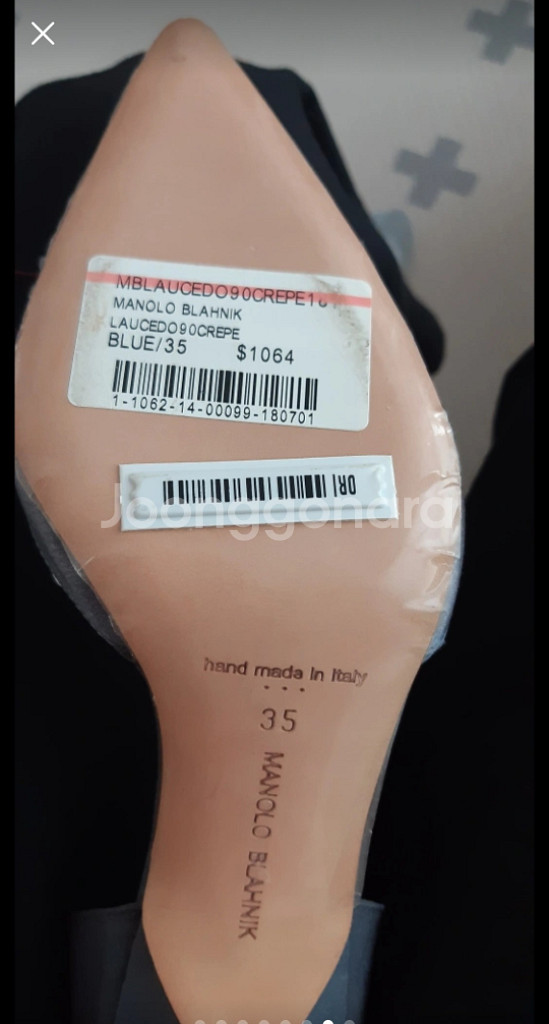 MBLAUCEDO90CREPE16
MANOLO BLAHNIK
LAUCEDO90CREPE
BLUE/35 $1064
1-1062-14-00099-180701
ORI
Joonggonara
hand made in Italy
35
MANOLO BLAHNIK